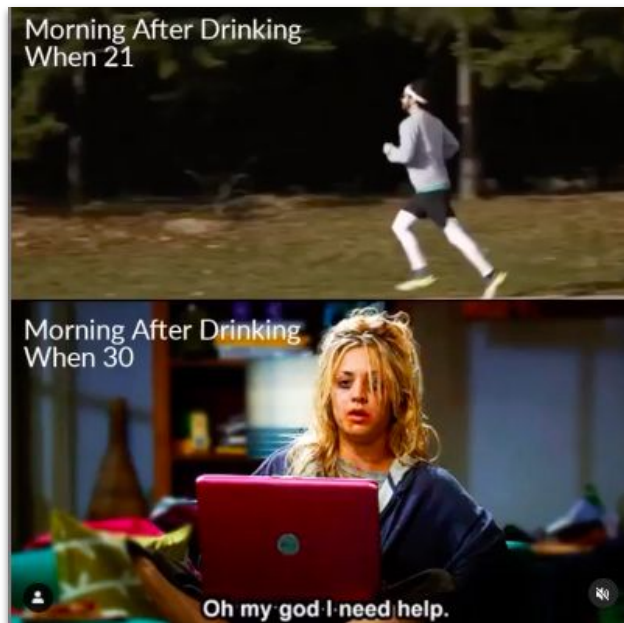 Morning After Drinking
When 21
Morning After Drinking
When 30
Oh my god I need help.